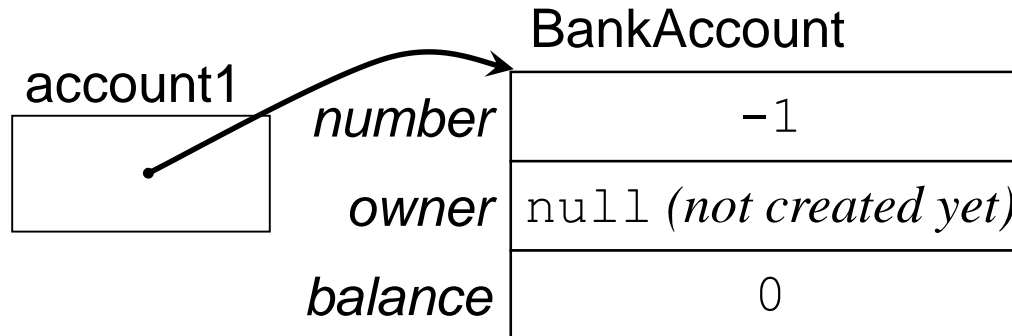 BankAccount
account1
number -1
owner null (not created yet)
balance 0